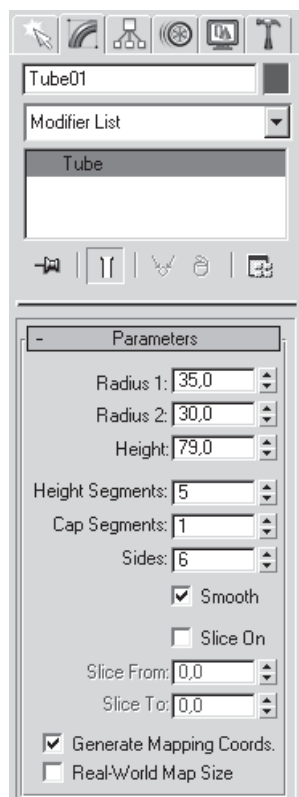 Tube01
Modifier List
Tube
- Parameters
Radius 1: 35,0
Radius 2: 30,0
Height: 79,0
Height Segments: 5
Cap Segments: 1
Sides: 6
Smooth
Slice On
Slice From: 0,0
Slice To: 0,0
Generate Mapping Coords.
Real-World Map Size